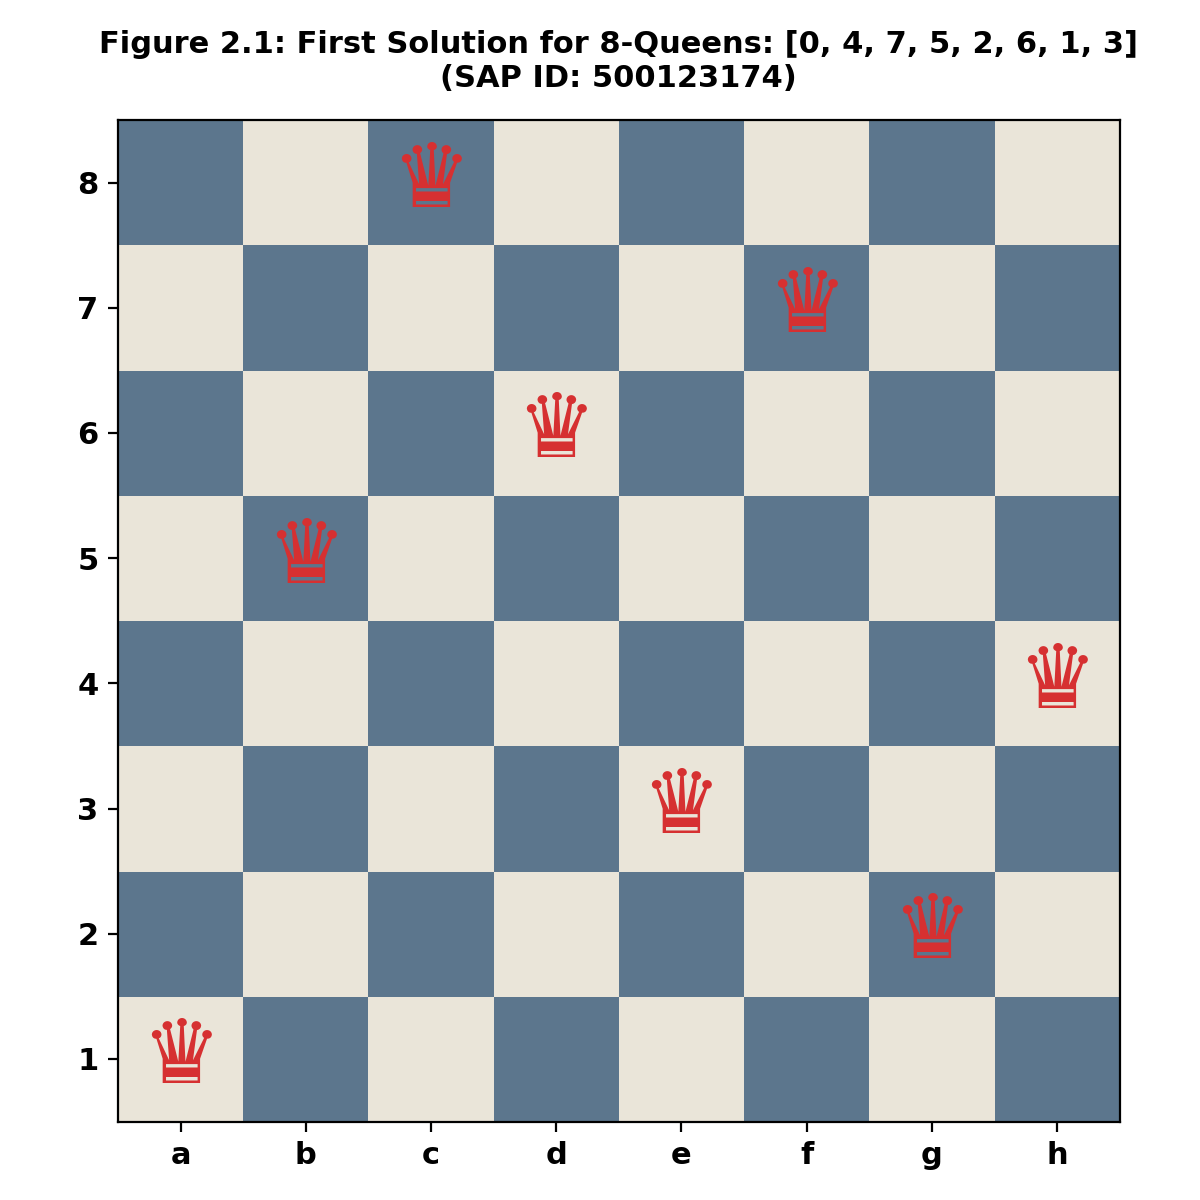 Figure 2.1: First Solution for 8-Queens: [0, 4, 7, 5, 2, 6, 1, 3]
(SAP ID: 500123174)
8
7
6
5
4
3
2
1
a b c d e f g h